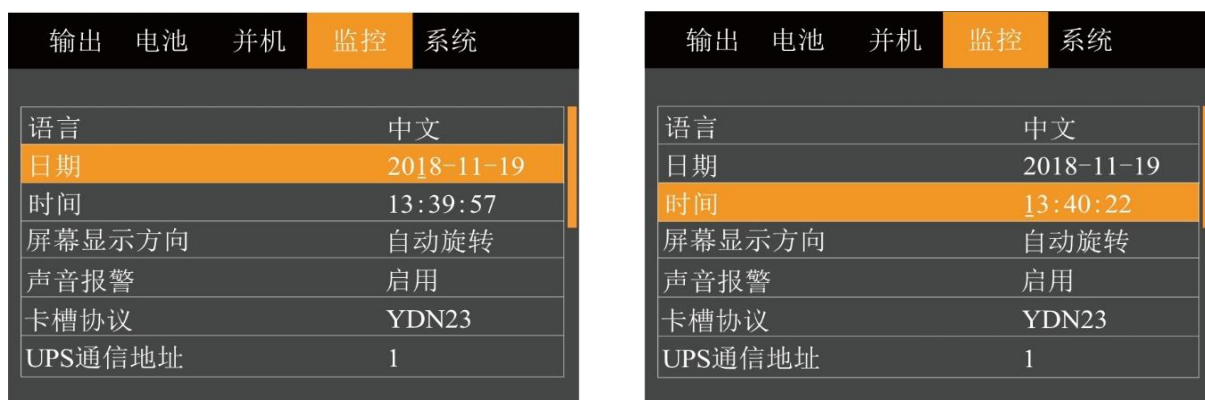 输出 电池 并机 监控 系统
语言 中文
日期 2018-11-19
时间 13:39:57
屏幕显示方向 自动旋转
声音报警 启用
卡槽协议 YDN23
UPS通信地址 1
输出 电池 并机 监控 系统
语言 中文
日期 2018-11-19
时间 13:40:22
屏幕显示方向 自动旋转
声音报警 启用
卡槽协议 YDN23
UPS通信地址 1